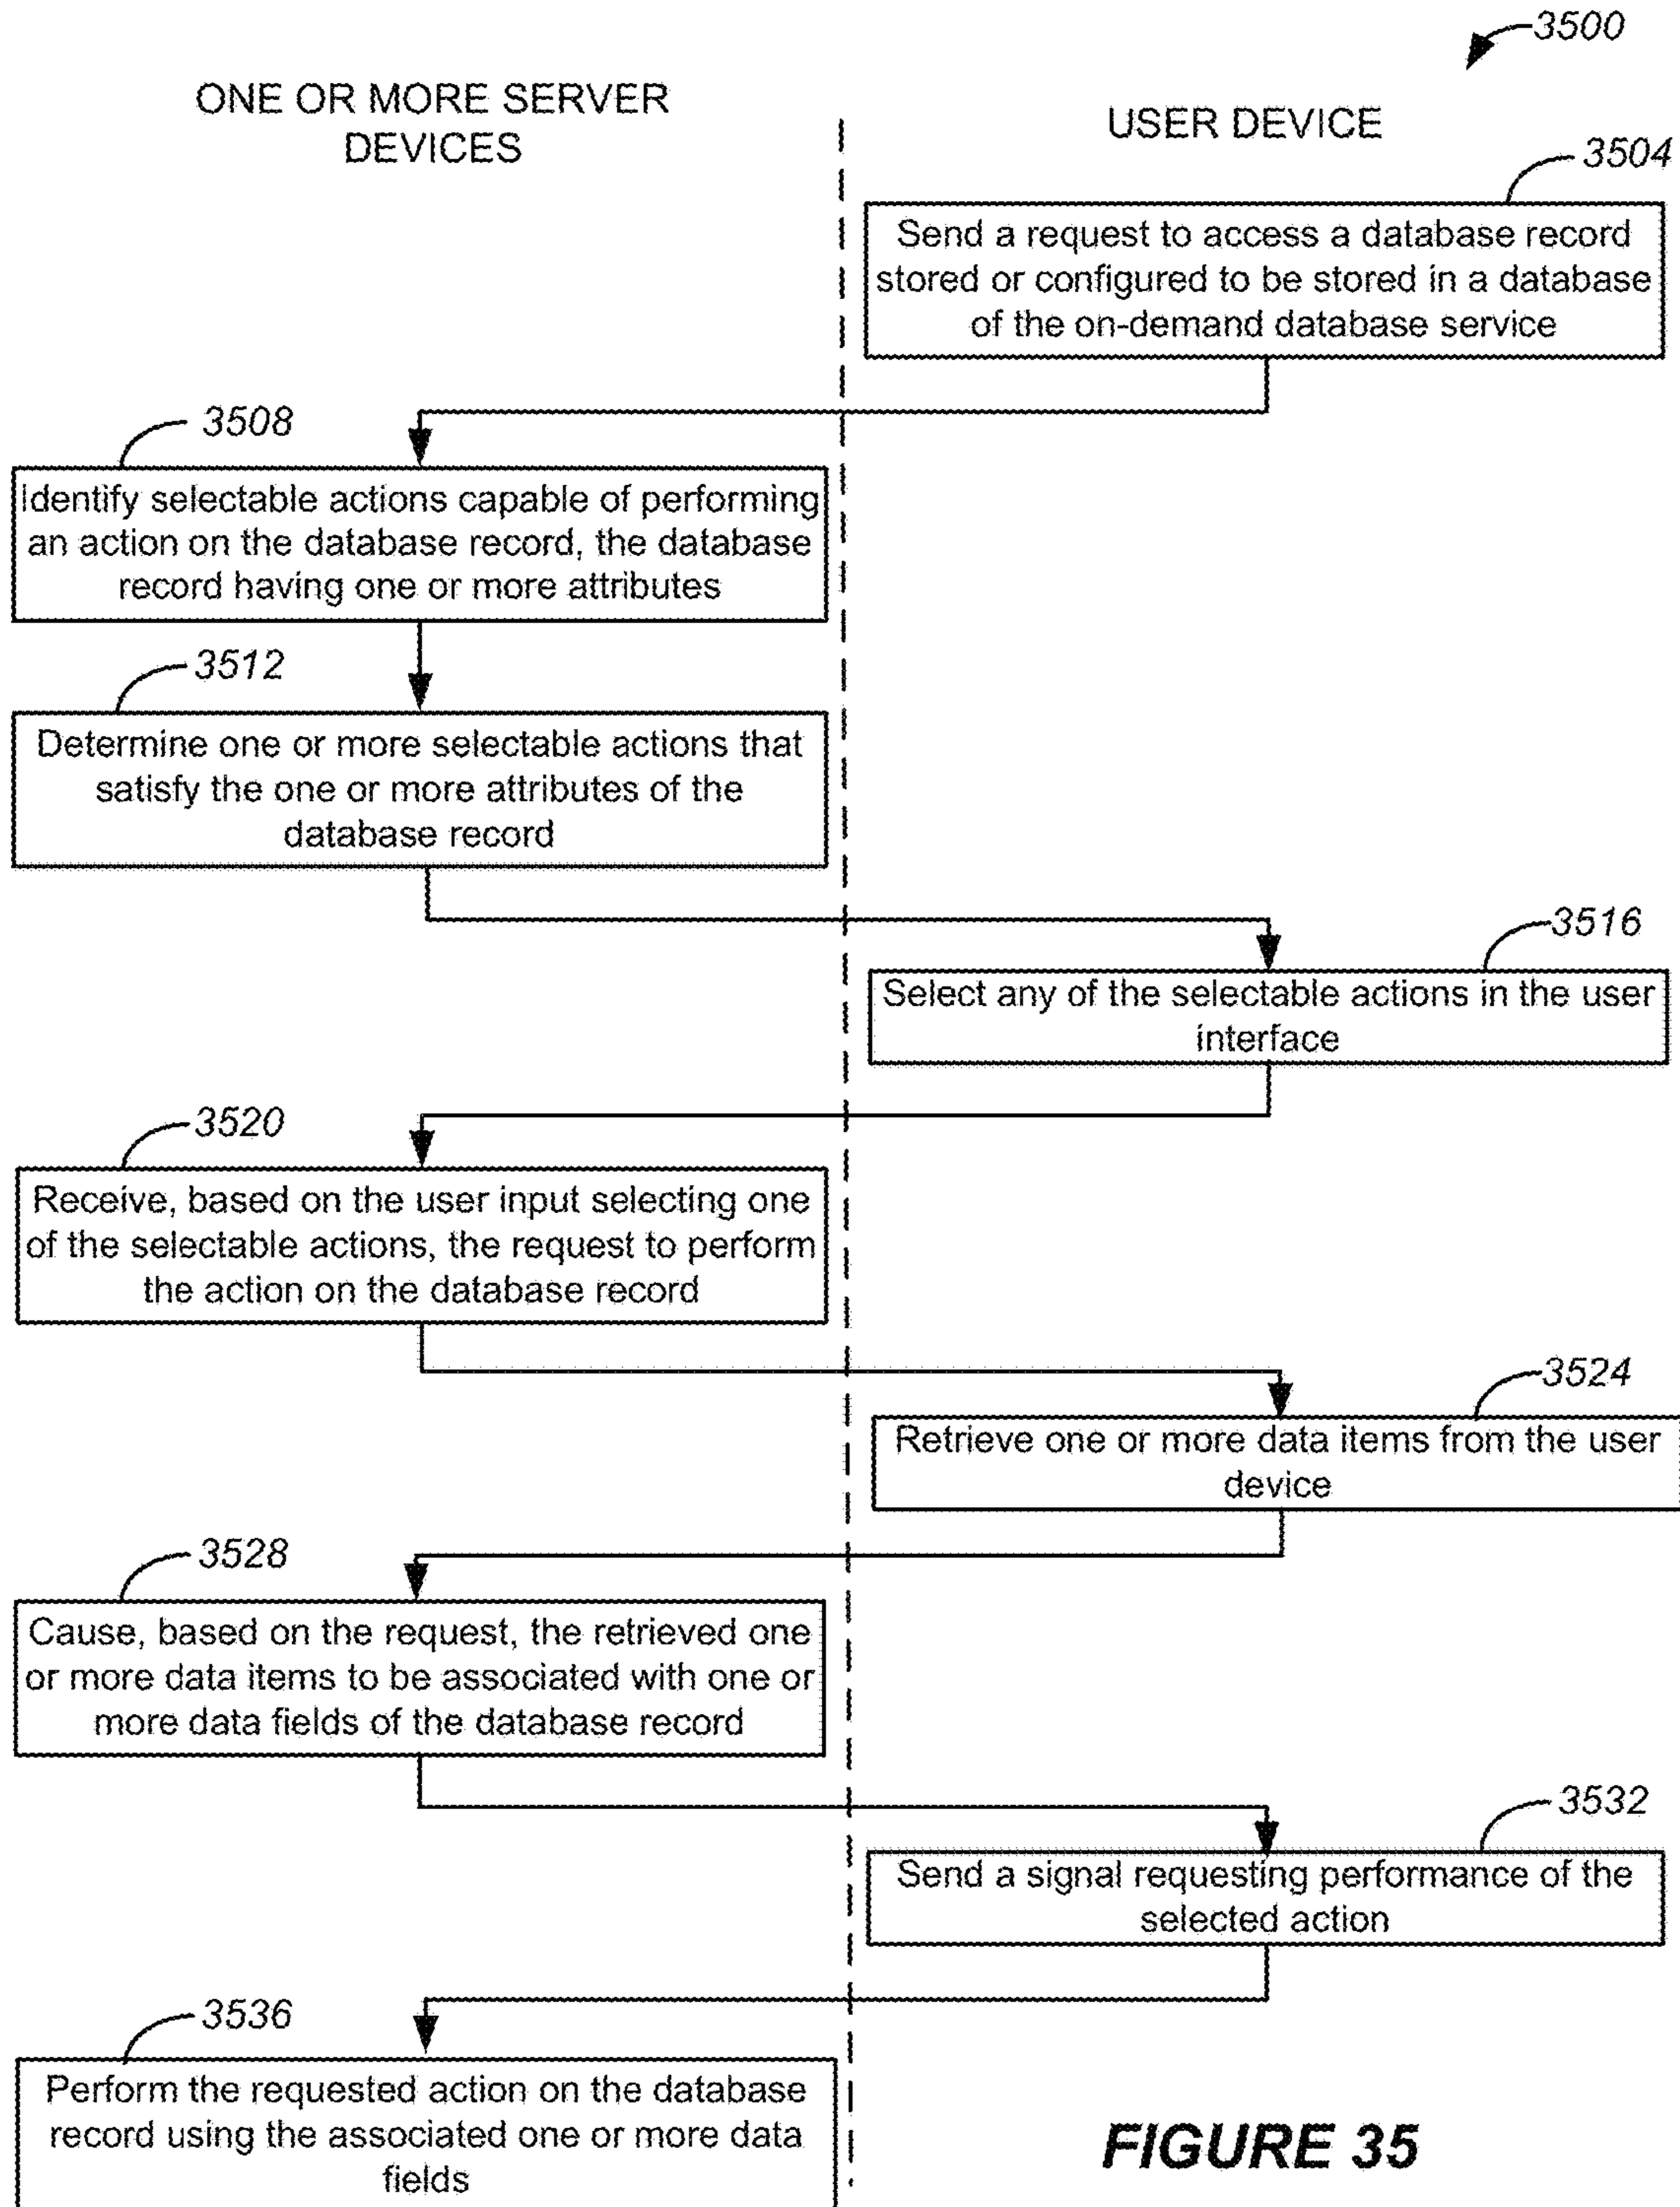 3500
ONE OR MORE SERVER
DEVICES
USER DEVICE
3504
Send a request to access a database record
stored or configured to be stored in a database
of the on-demand database service
3508
Identify selectable actions capable of performing
an action on the database record, the database
record having one or more attributes
3512
Determine one or more selectable actions that
satisfy the one or more attributes of the
database record
3516
Select any of the selectable actions in the user
interface
3520
Receive, based on the user input selecting one
of the selectable actions, the request to perform
the action on the database record
3524
Retrieve one or more data items from the user
device
3528
Cause, based on the request, the retrieved one
or more data items to be associated with one or
more data fields of the database record
3532
Send a signal requesting performance of the
selected action
3536
Perform the requested action on the database
record using the associated one or more data
fields
FIGURE 35